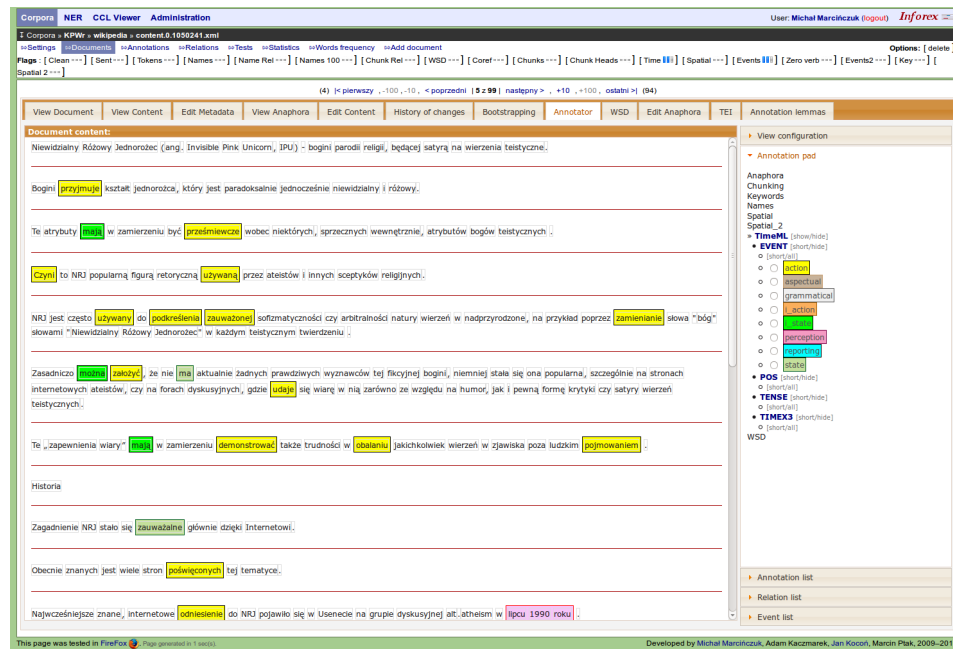 Corpora NER CCL Viewer Administration User: Michał Marcińczuk (logout) Inforex
Corpora » KPWr » wikipedia » content.0.1050241.xml
Settings Documents Annotations Relations Tests Statistics Words frequency Add document Options: [ delete
Flags : [ Clean --- ] [ Sent --- ] [ Tokens --- ] [ Names --- ] [ Name Rel --- ] [ Names 100 --- ] [ Chunk Rel --- ] [ WSD --- ] [ Coref --- ] [ Chunks --- ] [ Chunk Heads --- ] [ Time ] [ Spatial --- ] [ Events ] [ Zero verb --- ] [ Events2 --- ] [ Key --- ] [
Spatial 2 --- ]
(4) |< pierwszy , -100 , -10 , < poprzedni | 5 z 99 | następny > , +10 , +100 , ostatni >| (94)
View Document View Content Edit Metadata View Anaphora Edit Content History of changes Bootstrapping Annotator WSD Edit Anaphora TEI Annotation lemmas
Document content:
Niewidzialny Różowy Jednorożec (ang. Invisible Pink Unicorn, IPU) - bogini parodii religii, będącej satyrą na wierzenia teistyczne.
Bogini przyjmuje kształt jednorożca, który jest paradoksalnie jednocześnie niewidzialny i różowy.
Te atrybuty mają w zamierzeniu być prześmiewcze wobec niektórych, sprzecznych wewnętrznie, atrybutów bogów teistycznych .
Czyni to NRJ popularną figurą retoryczną używaną przez ateistów i innych sceptyków religijnych.
NRJ jest często używany do podkreślenia zauważonej sofizmatyczności czy arbitralności natury wierzeń w nadprzyrodzone, na przykład poprzez zamienianie słowa "bóg"
słowami "Niewidzialny Różowy Jednorożec" w każdym teistycznym twierdzeniu .
Zasadniczo można założyć, że nie ma aktualnie żadnych prawdziwych wyznawców tej fikcyjnej bogini, niemniej stała się ona popularna, szczególnie na stronach
internetowych ateistów, czy na forach dyskusyjnych, gdzie udaje się wiarę w nią zarówno ze względu na humor, jak i pewną formę krytyki czy satyry wierzeń
teistycznych.
Te „zapewnienia wiary" mają w zamierzeniu demonstrować także trudności w obalaniu jakichkolwiek wierzeń w zjawiska poza ludzkim pojmowaniem .
Historia
Zagadnienie NRJ stało się zauważalne głównie dzięki Internetowi.
Obecnie znanych jest wiele stron poświęconych tej tematyce.
Najwcześniejsze znane, internetowe odniesienie do NRJ pojawiło się w Usenecie na grupie dyskusyjnej alt.atheism w lipcu 1990 roku .
View configuration
Annotation pad
Anaphora
Chunking
Keywords
Names
Spatial
Spatial_2
» TimeML [show/hide]
EVENT [short/hide]
[short/all]
action
aspectual
grammatical
i_action
i_state
perception
reporting
state
POS [short/hide]
[short/all]
TENSE [short/hide]
[short/all]
TIMEX3 [short/hide]
[short/all]
WSD
Annotation list
Relation list
Event list
This page was tested in FireFox . Page generated in 1 sec(s). Developed by Michał Marcińczuk, Adam Kaczmarek, Jan Kocoń, Marcin Ptak, 2009–201